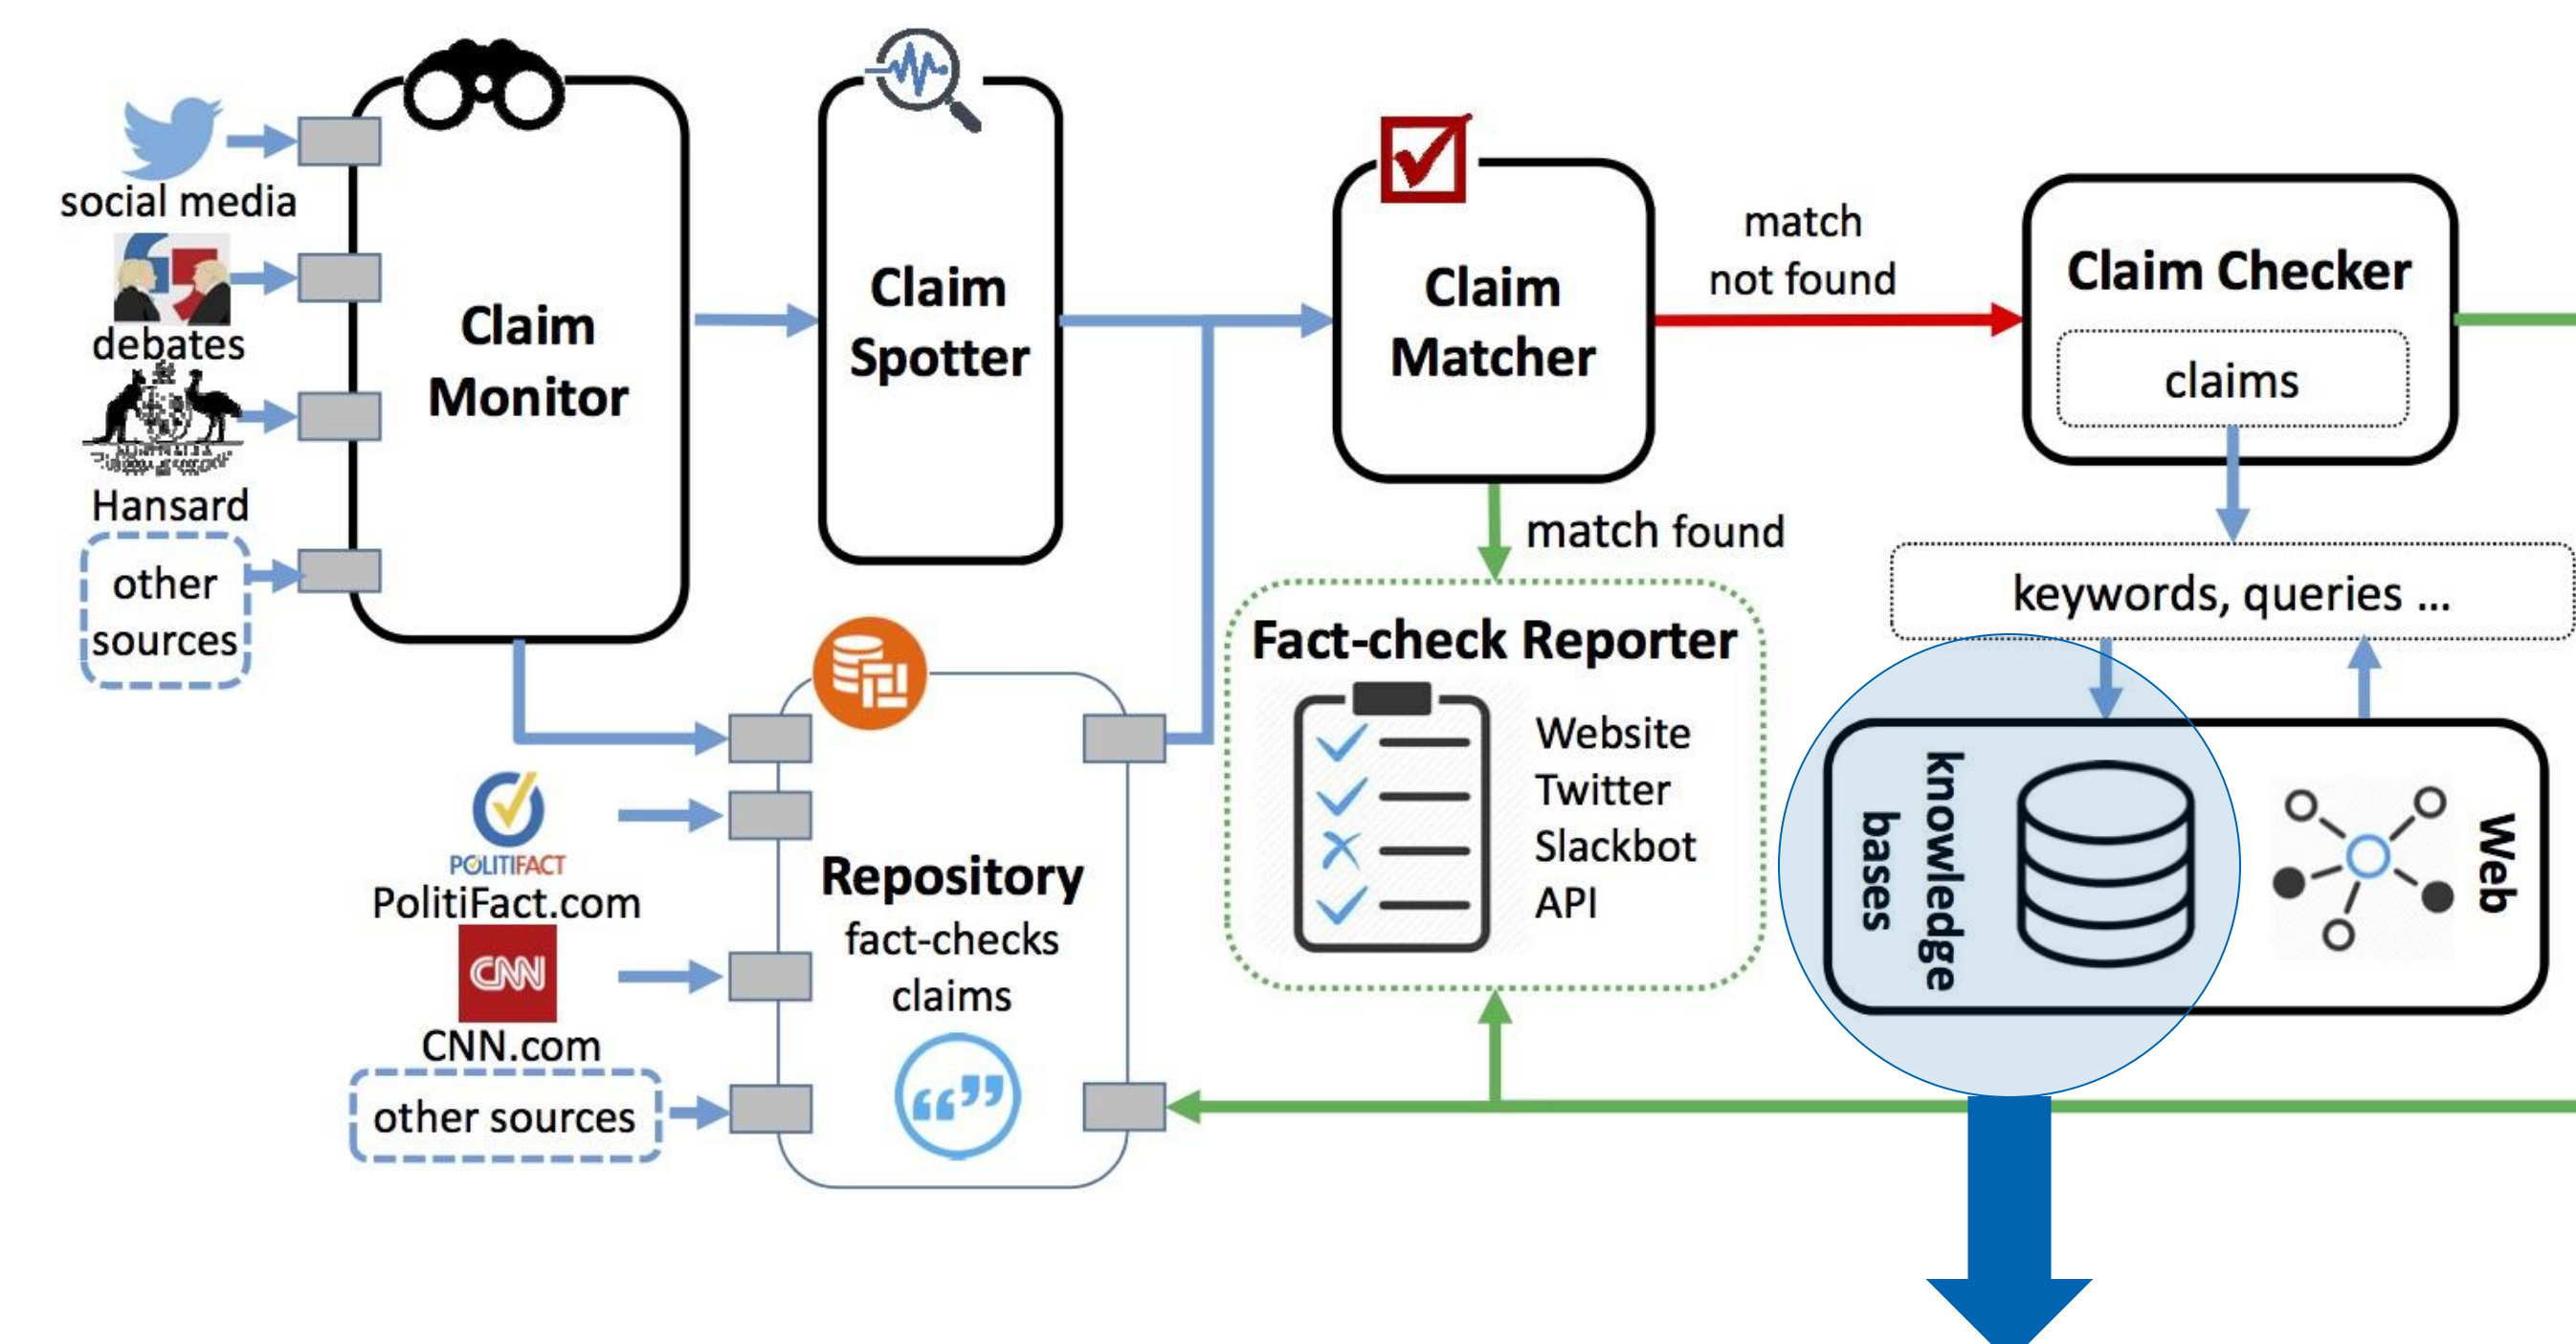 social media
debates
Hansard
other
sources
Claim
Monitor
Claim
Spotter
Claim
Matcher
match
not found
Claim Checker
claims
match found
keywords, queries ...
Fact-check Reporter
Website
Twitter
Slackbot
API
knowledge
bases
Web
POLITIFACT
PolitiFact.com
CNN
CNN.com
other sources
Repository
fact-checks
claims